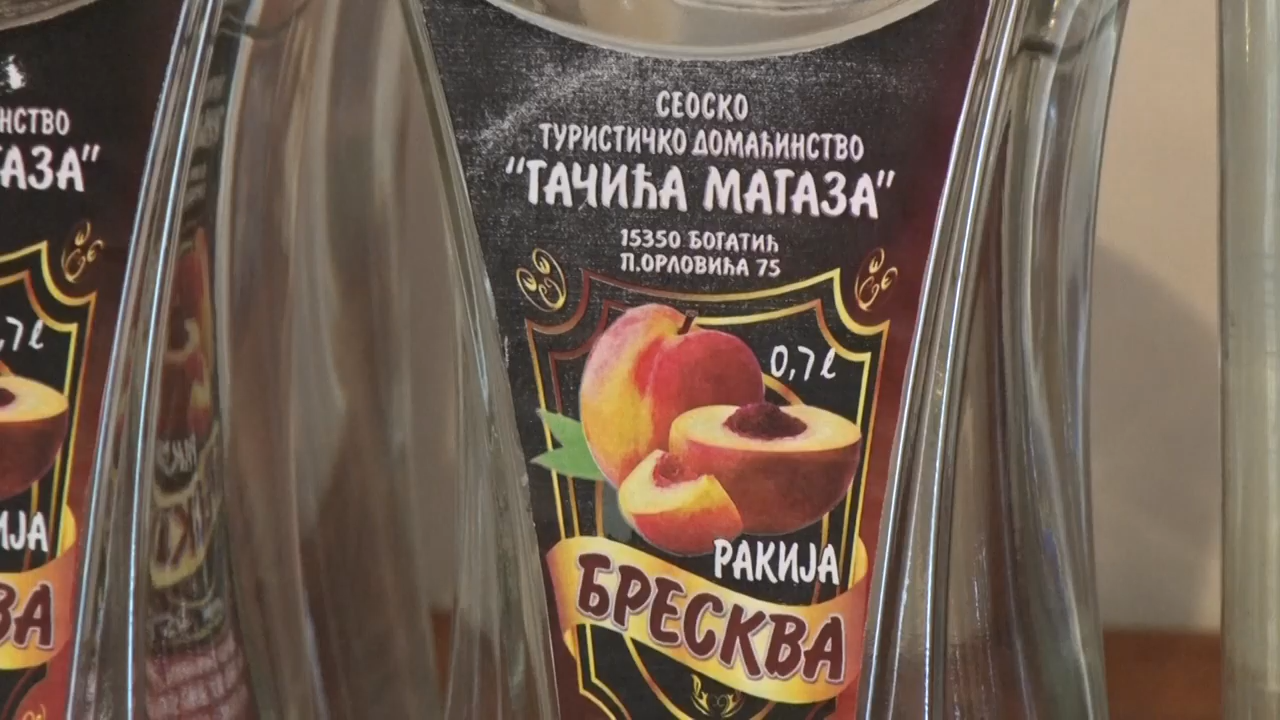 СЕОСКО
ТУРИСТИЧКО ДОМАЋИНСТВО
"ТАЧИЋА МАГАЗА"
15350 БОГАТИЋ
П.ОРЛОВИЋА 75
0,7l
РАКИЈА
БРЕСКВА